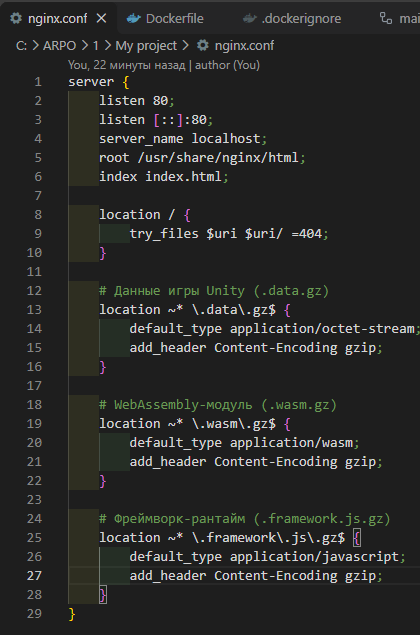 nginx.conf Dockerfile .dockerignore mai
C: > ARPO > 1 > My project > nginx.conf
You, 22 минуты назад | author (You)
1 server {
2 listen 80;
3 listen [::]:80;
4 server_name localhost;
5 root /usr/share/nginx/html;
6 index index.html;
7
8 location / {
9 try_files $uri $uri/ =404;
10 }
11
12 # Данные игры Unity (.data.gz)
13 location ~* \.data\.gz$ {
14 default_type application/octet-stream;
15 add_header Content-Encoding gzip;
16 }
17
18 # WebAssembly-модуль (.wasm.gz)
19 location ~* \.wasm\.gz$ {
20 default_type application/wasm;
21 add_header Content-Encoding gzip;
22 }
23
24 # Фреймворк-рантайм (.framework.js.gz)
25 location ~* \.framework\.js\.gz$ {
26 default_type application/javascript;
27 add_header Content-Encoding gzip;
28 }
29 }